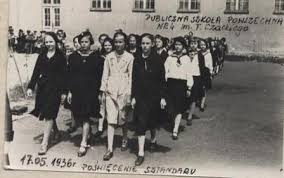 PUBLICZNA SZKOŁA POWSZECHNA
NR 4 im. T. Czackiego
17.05.1936r
POŚWIĘCENIE SZTANDARU